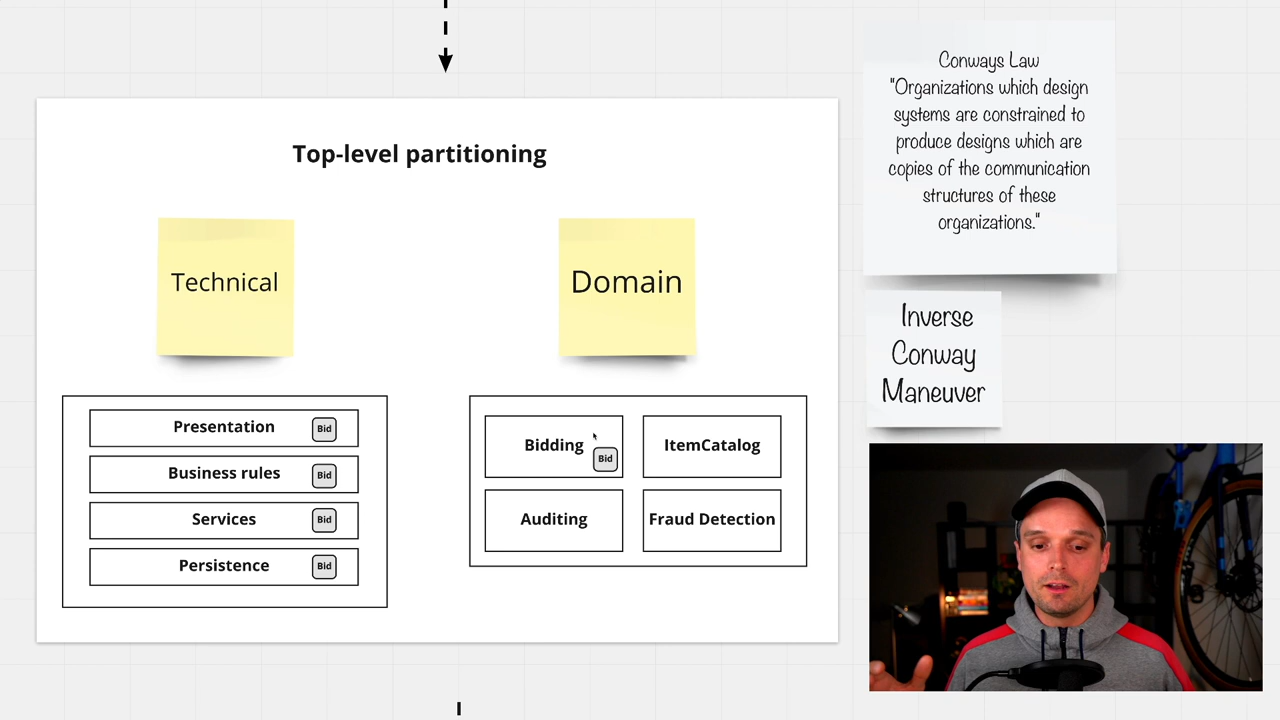 Top-level partitioning
Technical
Domain
Presentation Bid
Business rules Bid
Services Bid
Persistence Bid
Bidding Bid
ItemCatalog
Auditing
Fraud Detection
Conways Law
"Organizations which design
systems are constrained to
produce designs which are
copies of the communication
structures of these
organizations."
Inverse
Conway
Maneuver